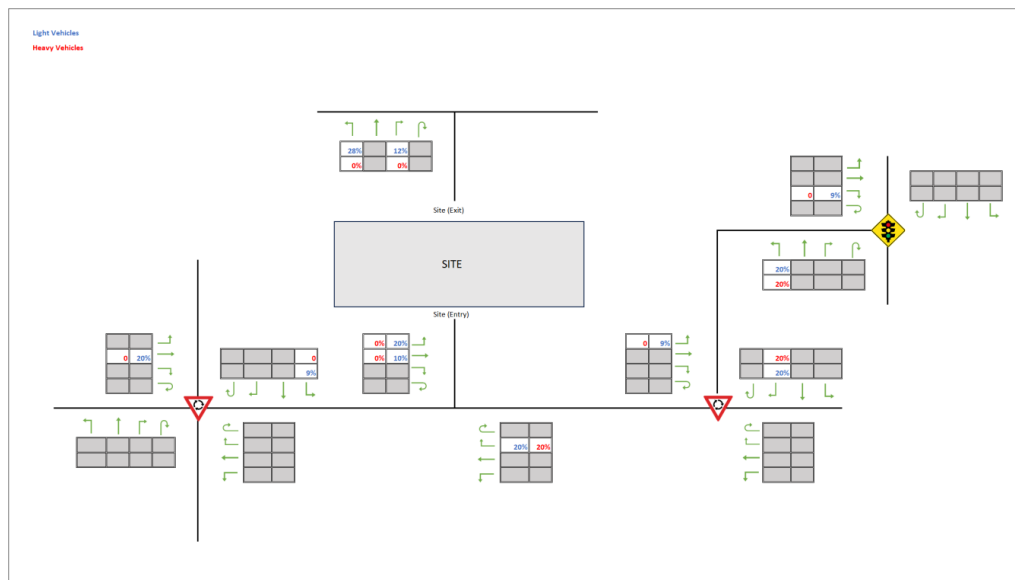 Light Vehicles
Heavy Vehicles
28% 12%
0% 0%
Site (Exit)
0 9%
SITE
20%
20%
Site (Entry)
0 20%
0
9%
0% 20%
0% 10%
0 9%
20%
20%
20% 20%